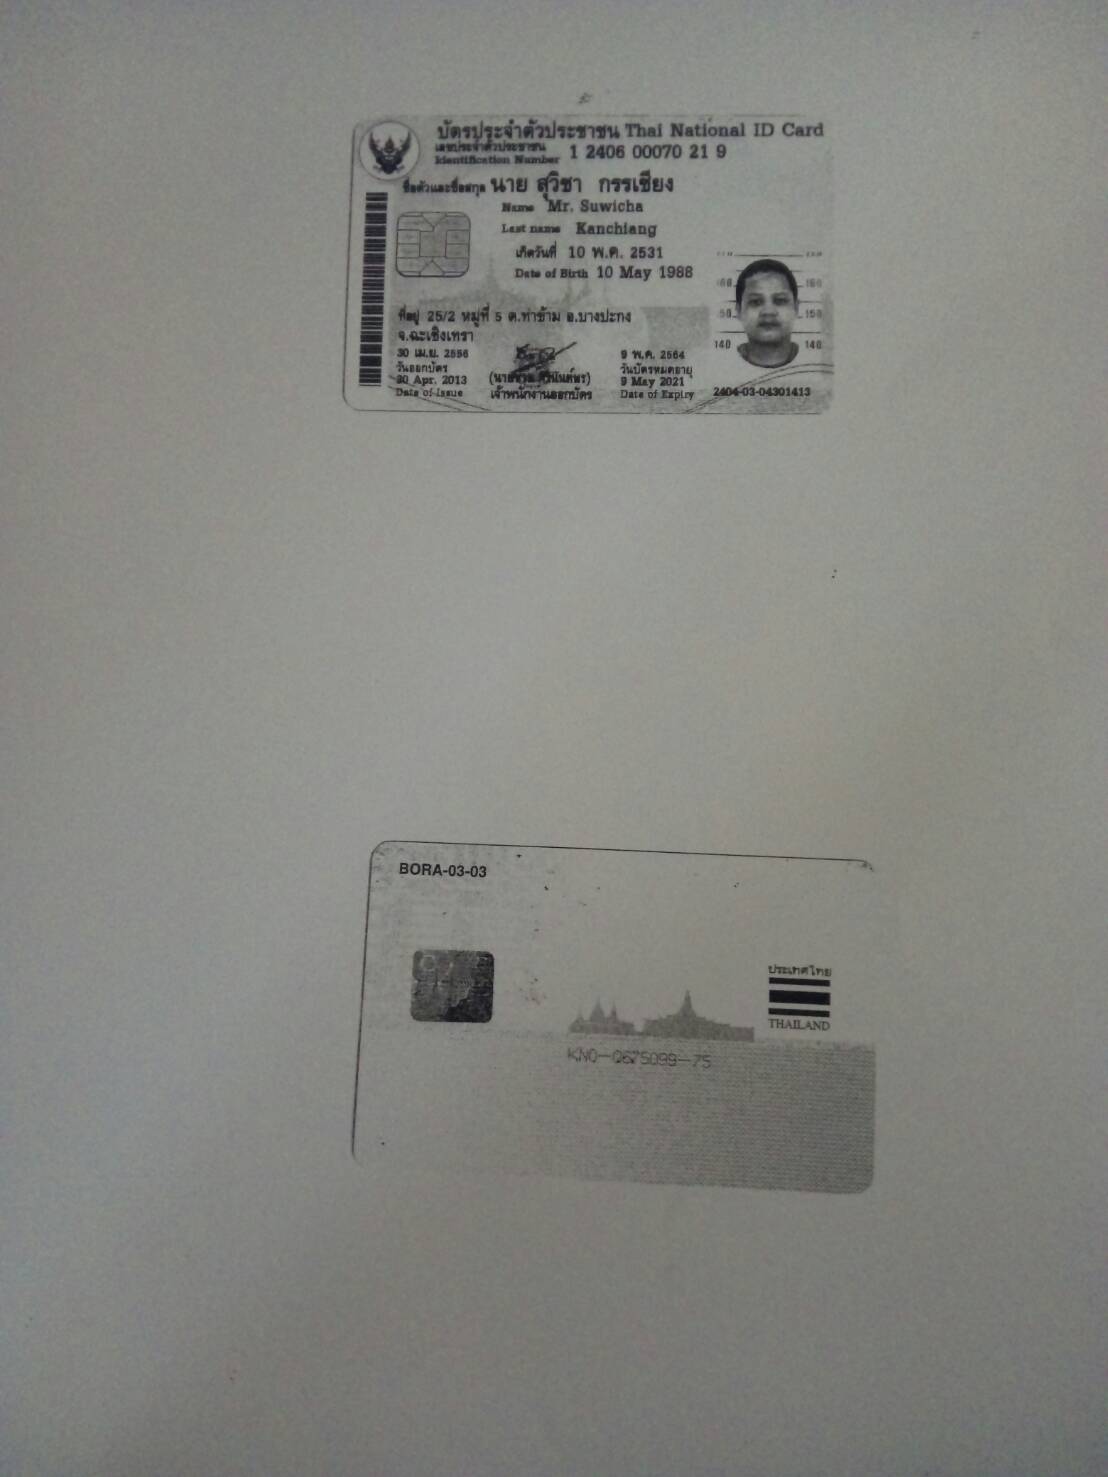 บัตรประจำตัวประชาชน Thai National ID Card
เลขประจำตัวประชาชน
Identification Number 1 2406 00070 21 9
ชื่อตัวและชื่อสกุล นาย สุวิชา กรรเชียง
Name Mr. Suwicha
Last name Kanchiang
เกิดวันที่ 10 พ.ค. 2531
Date of Birth 10 May 1988
ที่อยู่ 25/2 หมู่ที่ 5 ต.ท่าข้าม อ.บางปะกง
จ.ฉะเชิงเทรา
160 160
150 150
140 140
30 เม.ย. 2556
วันออกบัตร
30 Apr. 2013
Date of Issue
เจ้าพนักงานออกบัตร
9 พ.ค. 2564
วันบัตรหมดอายุ
9 May 2021
Date of Expiry
2404-03-04301413
BORA-03-03
ประเทศไทย
THAILAND